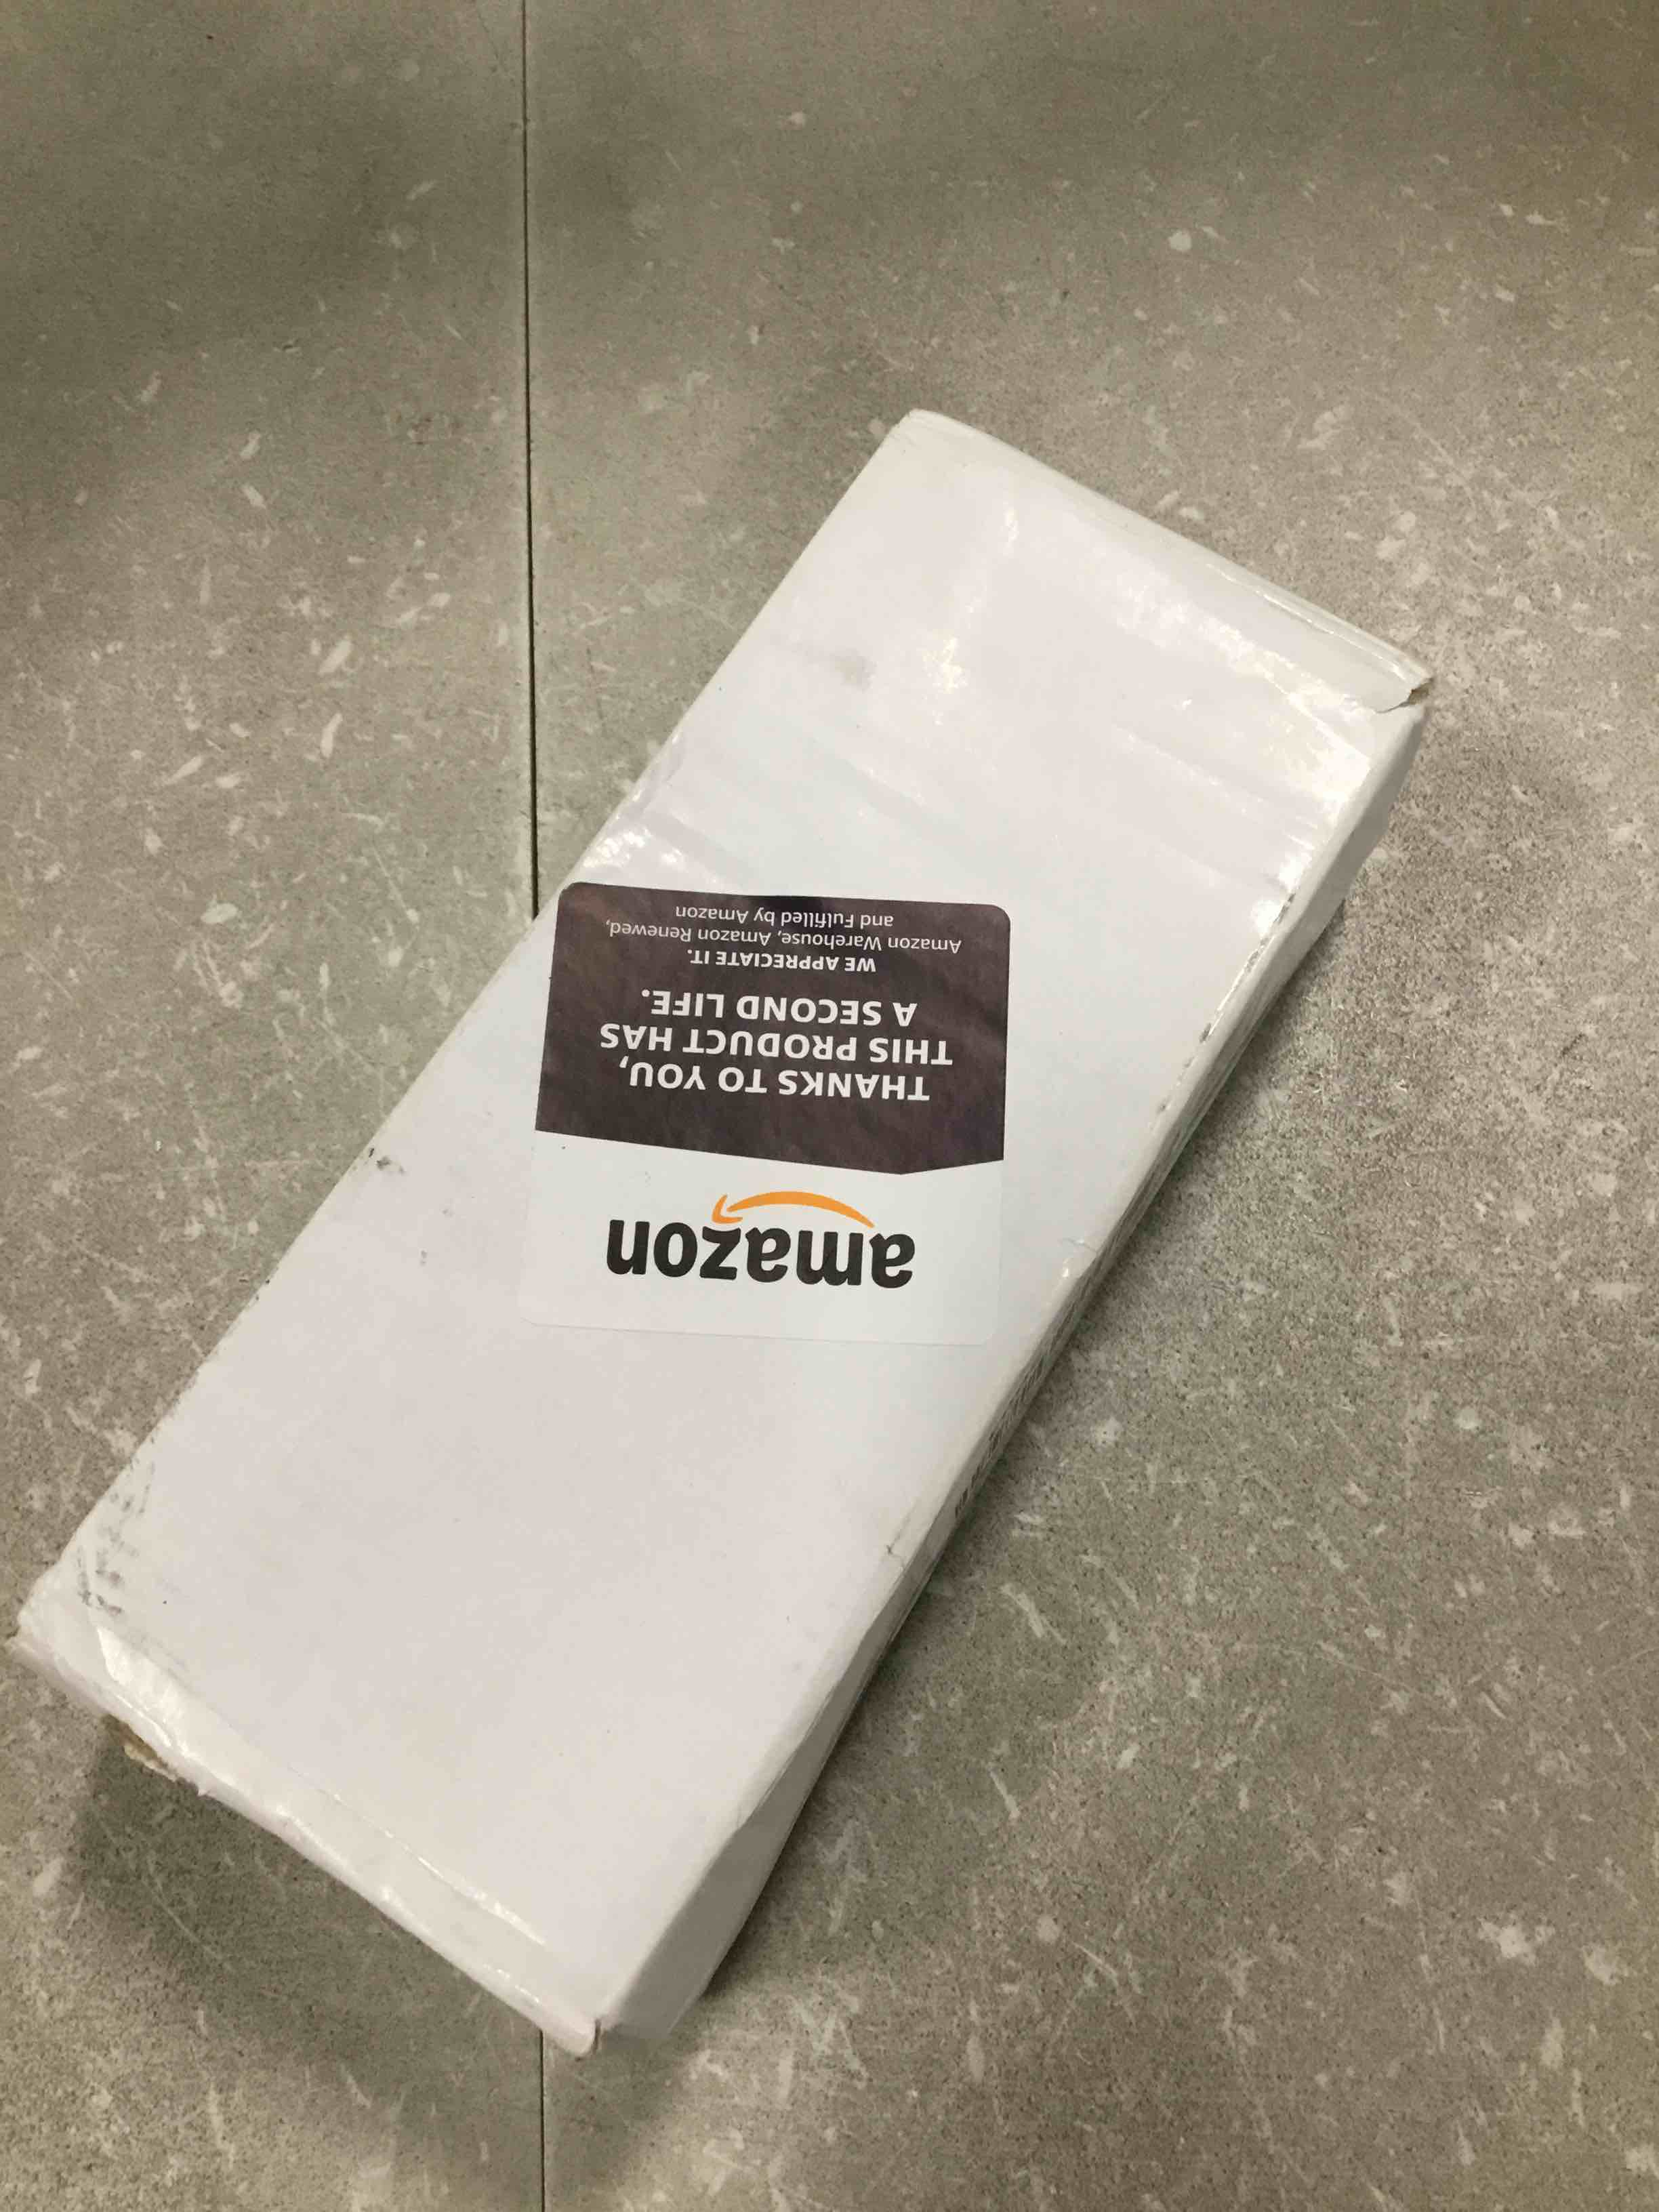 amazon
THANKS TO YOU,
THIS PRODUCT HAS
A SECOND LIFE.
WE APPRECIATE IT.
Amazon Warehouse, Amazon Renewed,
and Fulfilled by Amazon